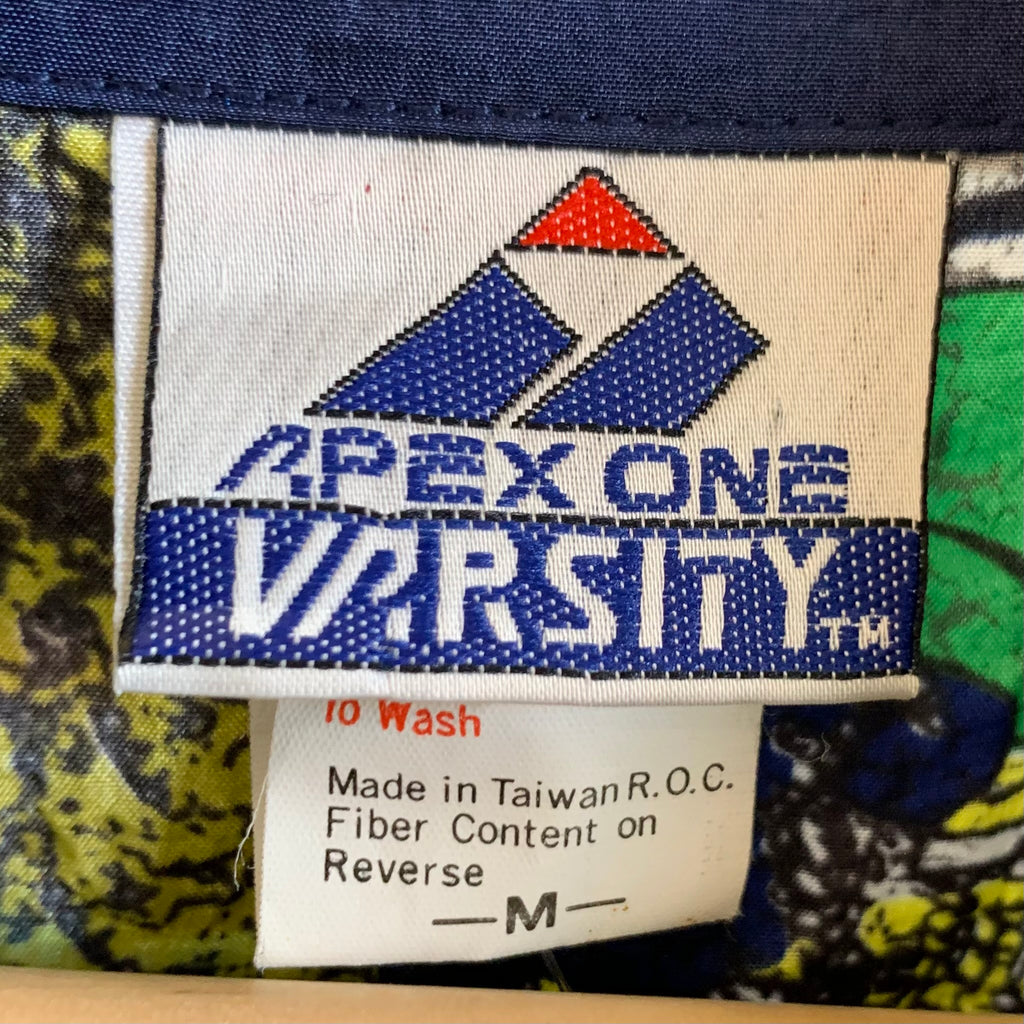 APEX ONE
VARSITY™
To Wash
Made in Taiwan R.O.C.
Fiber Content on
Reverse
—M—